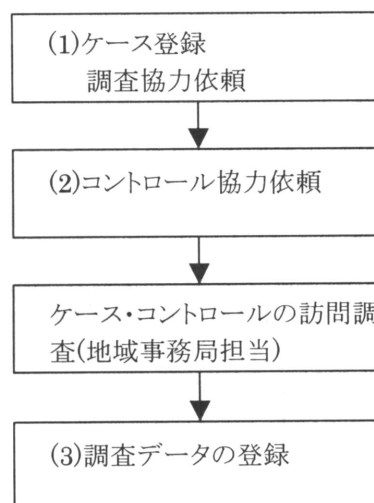 (1)ケース登録
調査協力依頼
(2)コントロール協力依頼
ケース・コントロールの訪問調
査(地域事務局担当)
(3)調査データの登録